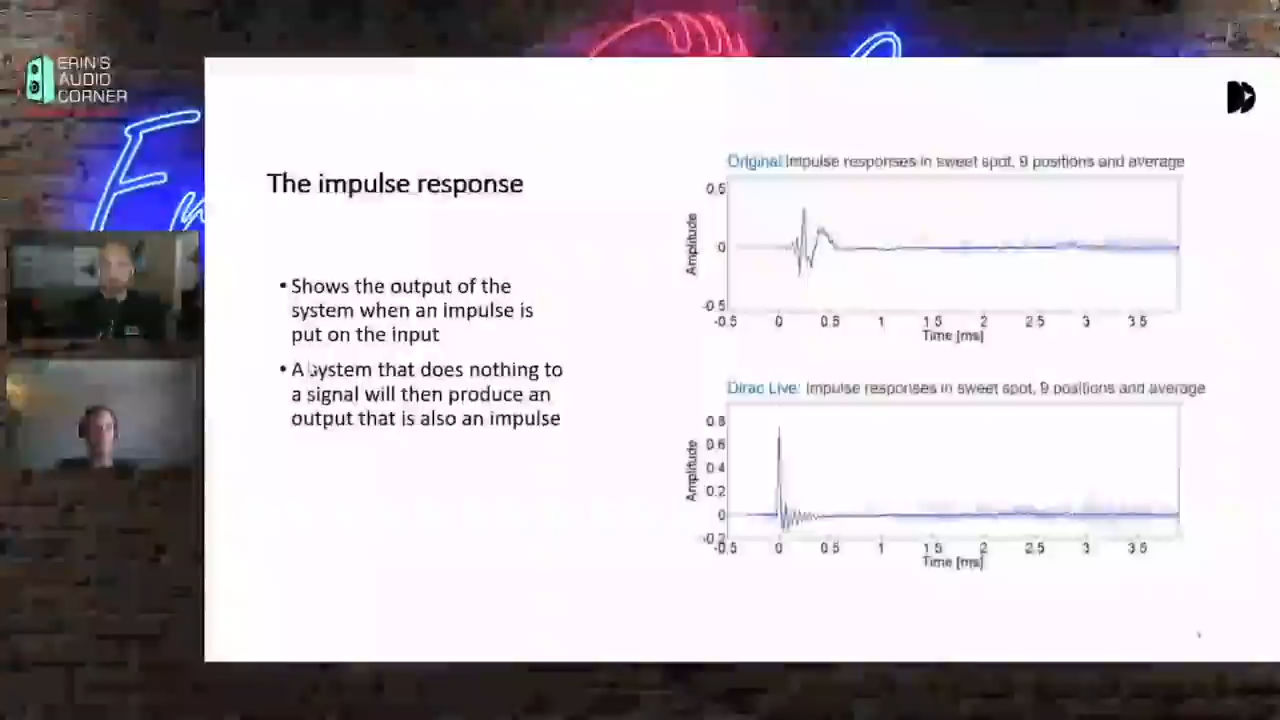 ERIN'S
AUDIO
CORNER
The impulse response
• Shows the output of the
system when an impulse is
put on the input
• A system that does nothing to
a signal will then produce an
output that is also an impulse
Original Impulse responses in sweet spot, 9 positions and average
Amplitude
0.5
0
-0.5
-0.5 0 0.5 1 1.5 2 2.5 3 3.5
Time [ms]
Dirac Live: Impulse responses in sweet spot, 9 positions and average
Amplitude
0.8
0.6
0.4
0.2
0
-0.2
-0.5 0 0.5 1 1.5 2 2.5 3 3.5
Time [ms]